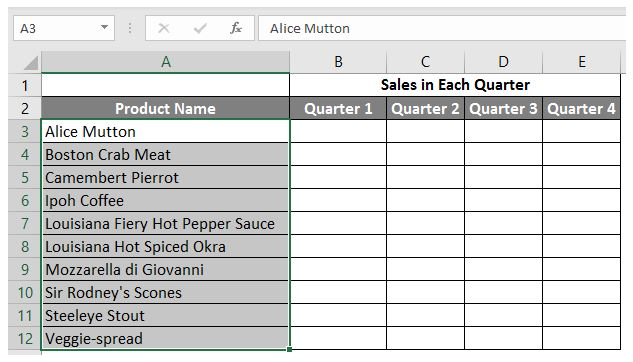 A3 fx Alice Mutton
A B C D E
1 Sales in Each Quarter
2 Product Name Quarter 1 Quarter 2 Quarter 3 Quarter 4
3 Alice Mutton
4 Boston Crab Meat
5 Camembert Pierrot
6 Ipoh Coffee
7 Louisiana Fiery Hot Pepper Sauce
8 Louisiana Hot Spiced Okra
9 Mozzarella di Giovanni
10 Sir Rodney's Scones
11 Steeleye Stout
12 Veggie-spread